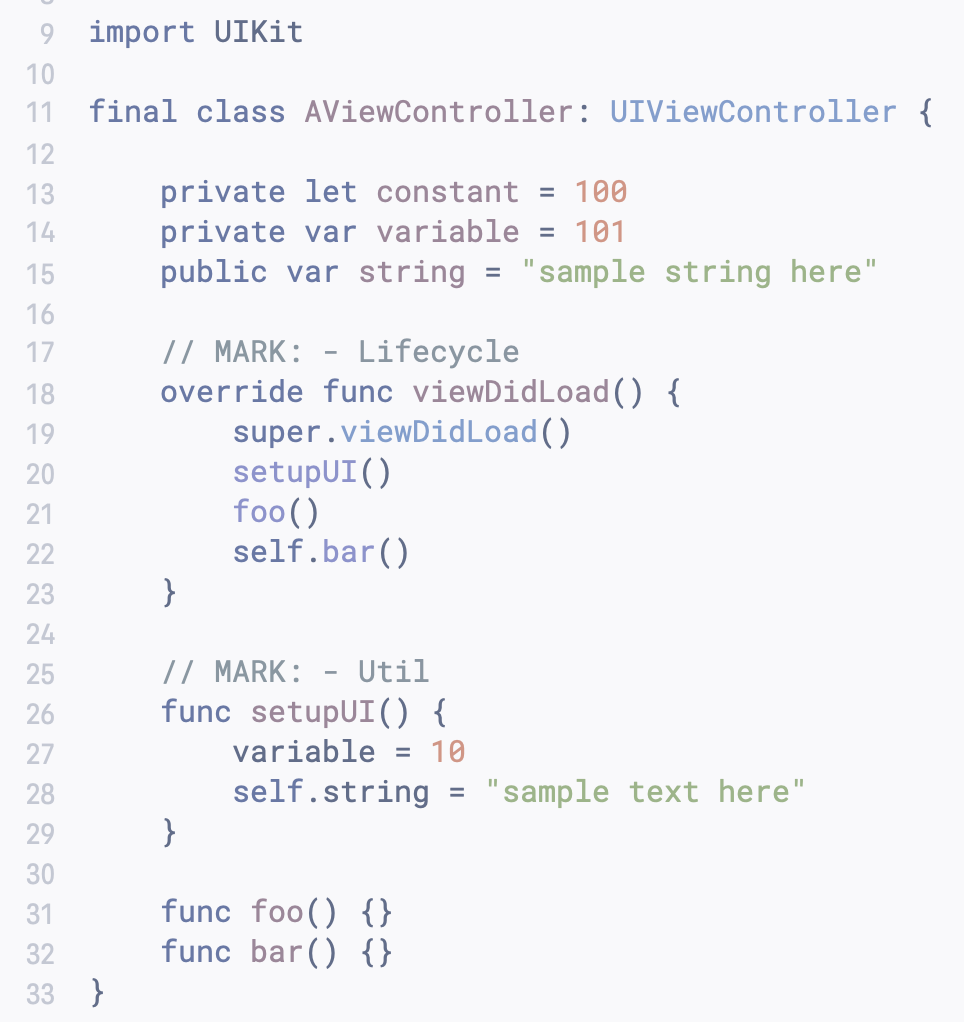 9 import UIKit
10
11 final class AViewController: UIViewController {
12
13     private let constant = 100
14     private var variable = 101
15     public var string = "sample string here"
16
17     // MARK: - Lifecycle
18     override func viewDidLoad() {
19         super.viewDidLoad()
20         setupUI()
21         foo()
22         self.bar()
23     }
24
25     // MARK: - Util
26     func setupUI() {
27         variable = 10
28         self.string = "sample text here"
29     }
30
31     func foo() {}
32     func bar() {}
33 }